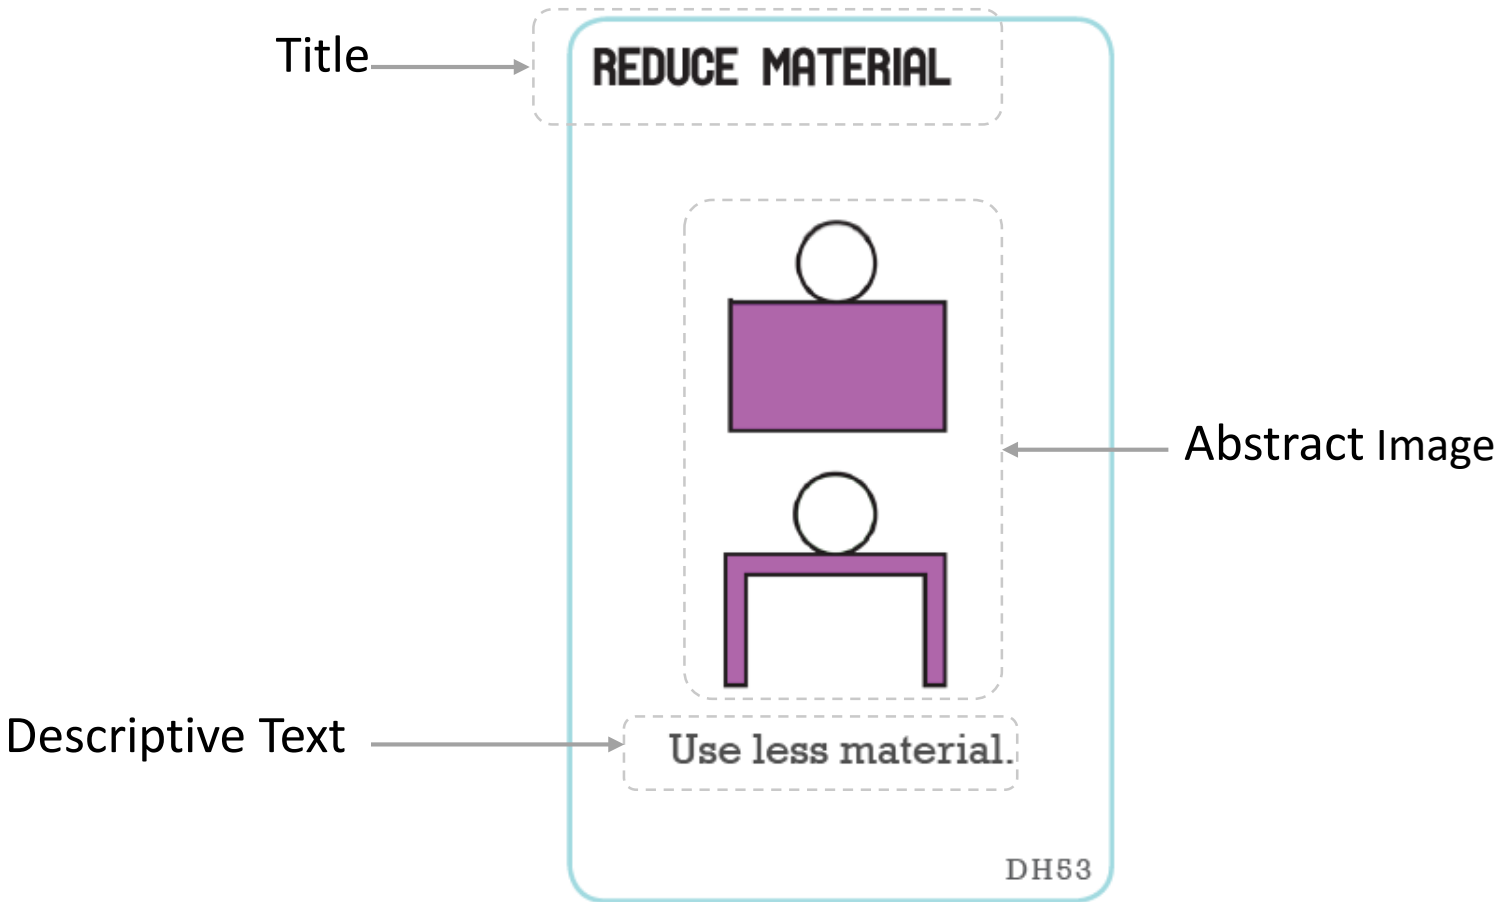 Title
REDUCE MATERIAL
Abstract Image
Descriptive Text
Use less material.
DH53